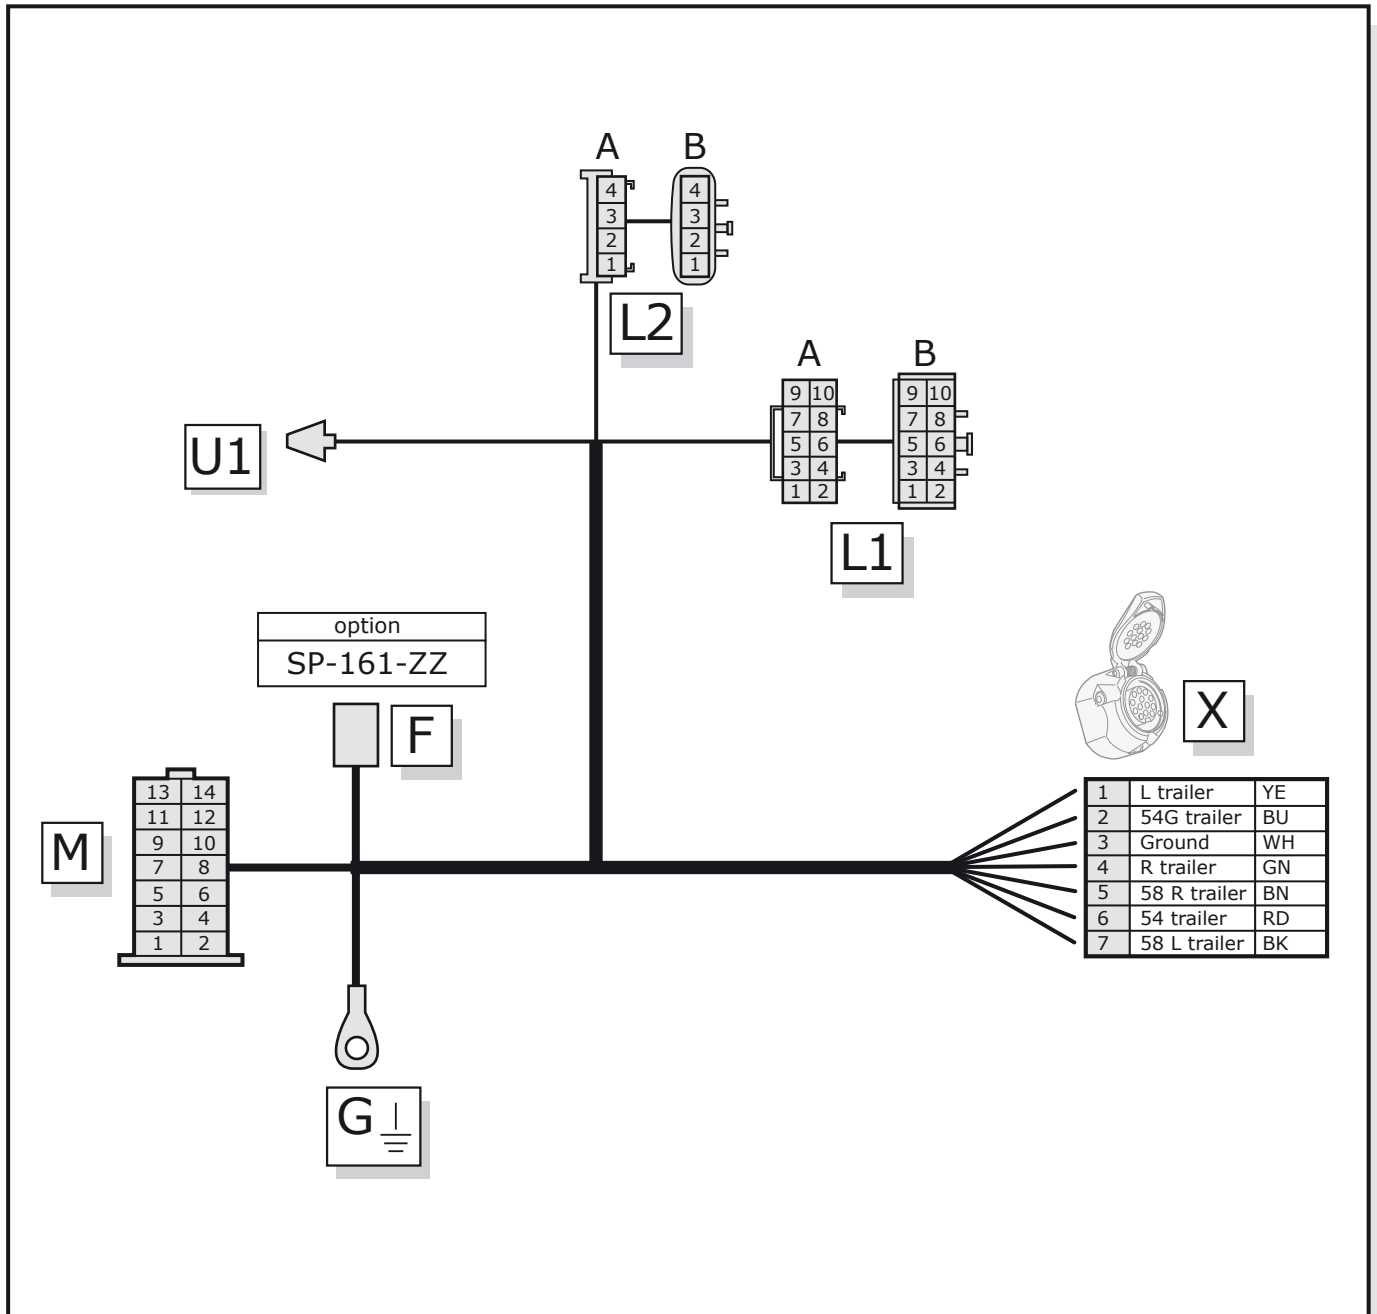 A B
4 4
3 3
2 2
1 1
L2
A B
9 10 9 10
7 8 7 8
5 6 5 6
3 4 3 4
1 2 1 2
U1
L1
option
SP-161-ZZ
F
X
M
13 14
11 12
9 10
7 8
5 6
3 4
1 2
1 L trailer YE
2 54G trailer BU
3 Ground WH
4 R trailer GN
5 58 R trailer BN
6 54 trailer RD
7 58 L trailer BK
G